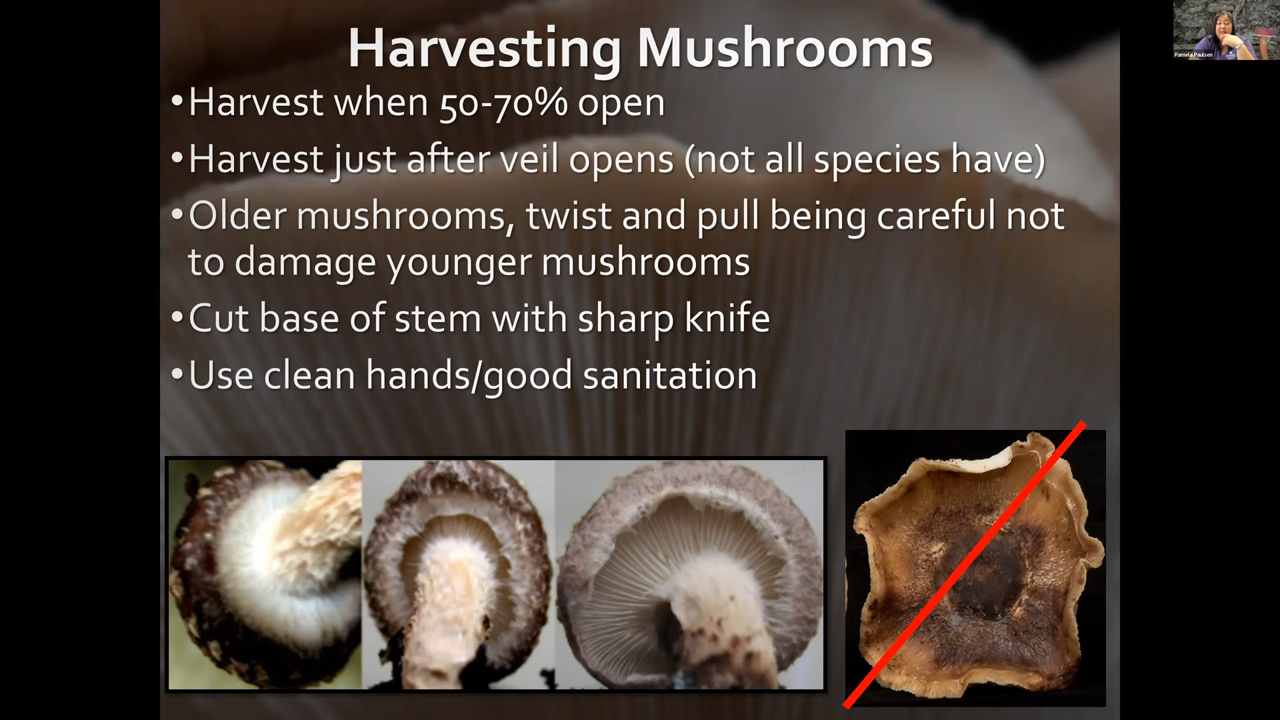 Harvesting Mushrooms
•Harvest when 50-70% open
•Harvest just after veil opens (not all species have)
•Older mushrooms, twist and pull being careful not
to damage younger mushrooms
•Cut base of stem with sharp knife
•Use clean hands/good sanitation
Pamela Paulsen